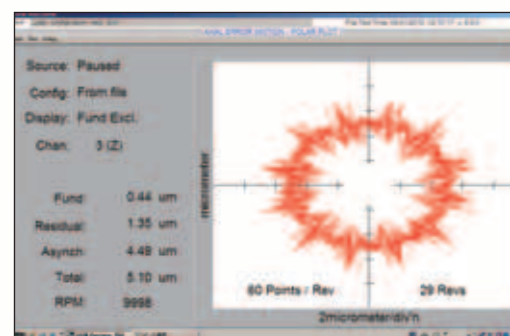 AXIAL ERROR MOTION - POLAR PLOT
Source: Paused
Config: From file
Display: Fund Excl.
Chan: 3 (Z)
Fund: 0.44 um
Residual: 1.35 um
Asynch: 4.49 um
Total: 5.10 um
RPM: 9998
micrometer
60 Points / Rev
29 Revs
2micrometer/div'n